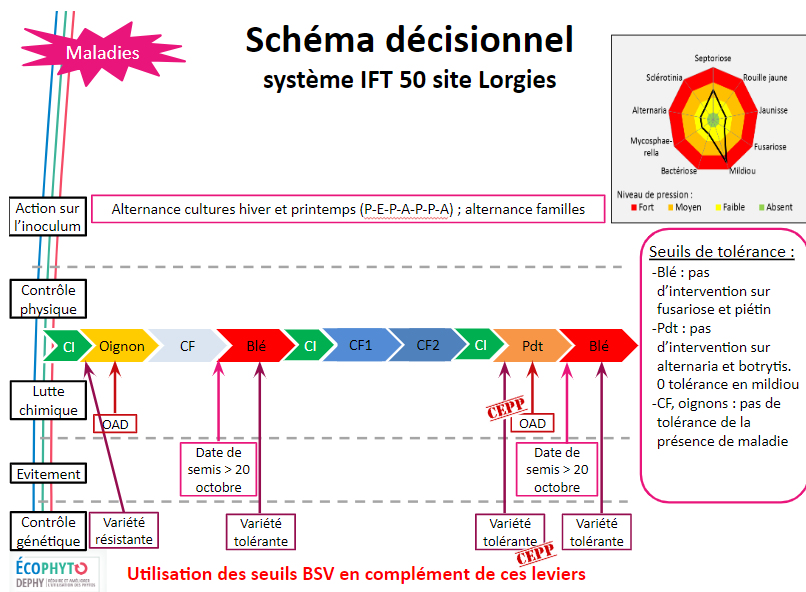 Maladies
Schéma décisionnel
système IFT 50 site Lorgies
Septoriose
Sclérotinia
Rouille jaune
Alternaria
Jaunisse
Mycosphae-
rella
Fusariose
Bactériose
Mildiou
Niveau de pression :
Fort
Moyen
Faible
Absent
Action sur
l'inoculum
Alternance cultures hiver et printemps (P-E-P-A-P-P-A) ; alternance familles
Seuils de tolérance :
-Blé : pas
d'intervention sur
fusariose et piétin
-Pdt : pas
d'intervention sur
alternaria et botrytis.
0 tolérance en mildiou
-CF, oignons : pas de
tolérance de la
présence de maladie
Contrôle
physique
CI
Oignon
CF
Blé
CI
CF1
CF2
CI
Pdt
Blé
Lutte
chimique
OAD
CEPP
OAD
Date de
semis > 20
octobre
Date de
semis > 20
octobre
Evitement
Contrôle
génétique
Variété
résistante
Variété
tolérante
Variété
tolérante
CEPP
Variété
tolérante
ÉCOPHYTO
DEPHY
Utilisation des seuils BSV en complément de ces leviers